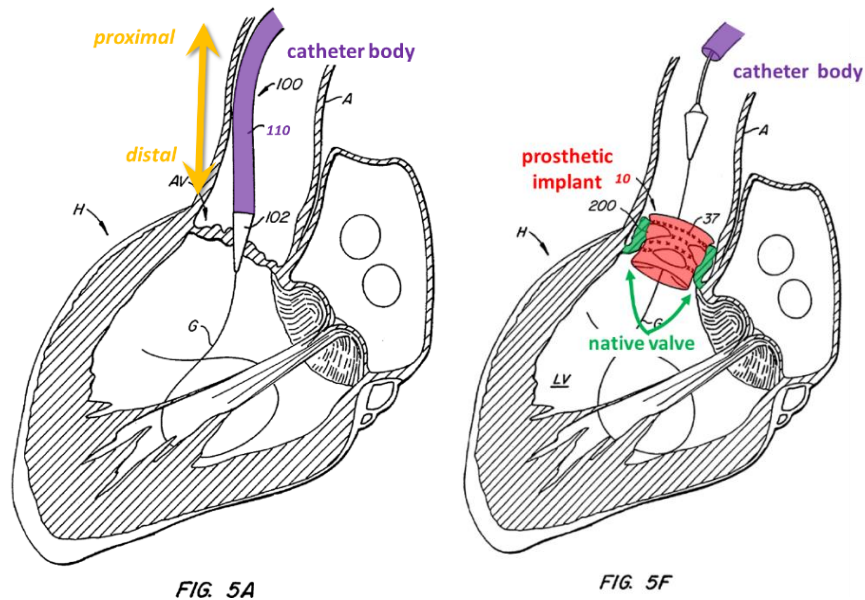 proximal
distal
catheter body
100
A
110
AV
102
H
G
FIG. 5A
catheter body
A
prosthetic
implant 10
200
37
H
G
native valve
LV
FIG. 5F